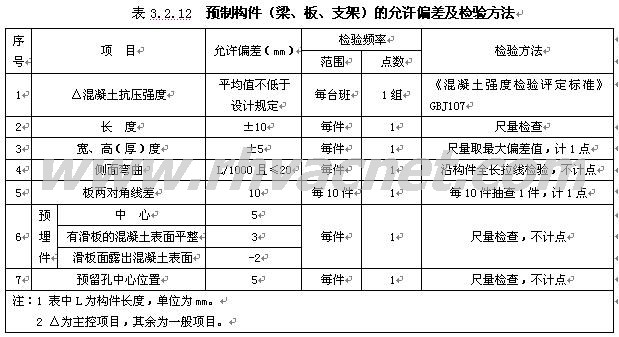 表 3.2.12 预制构件（梁、板、支架）的允许偏差及检验方法
序号 项 目 允许偏差（mm） 检验频率 检验方法
范围 点数
1 △混凝土抗压强度 平均值不低于设计规定 每台班 1组 《混凝土强度检验评定标准》GBJ107
2 长 度 ±10 每件 1 尺量检查
3 宽、高（厚）度 ±5 每件 1 尺量取最大偏差值，计1点
4 侧面弯曲 L/1000 且≤20 每件 1 沿构件全长拉线检验，不计点
5 板两对角线差 10 每10件 1 每10件抽查1件，计1点
6 预埋件 中 心 5 每件 1 尺量检查，不计点
有滑板的混凝土表面平整 3
滑板面露出混凝土表面 -2
7 预留孔中心位置 5 每件 1 尺量检查，不计点
注：1 表中L为构件长度，单位为mm。
2 △为主控项目，其余为一般项目。
www.rhvacnet.com